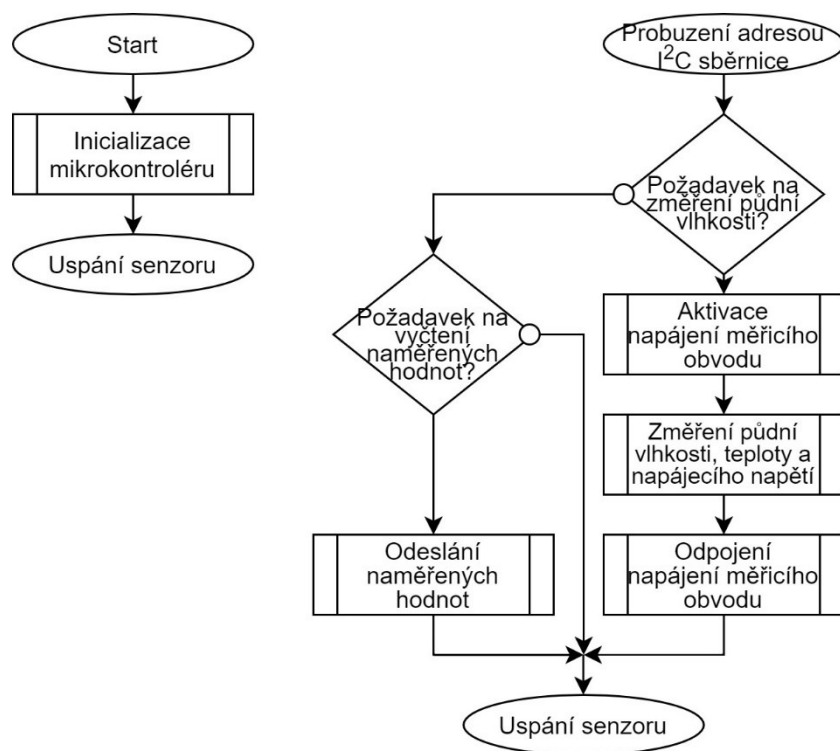 Start
Inicializace
mikrokontroléru
Uspání senzoru
Probuzení adresou
I²C sběrnice
Požadavek na
změření půdní
vlhkosti?
Požadavek na
vyčtení
naměřených
hodnot?
Aktivace
napájení měřicího
obvodu
Změření půdní
vlhkosti, teploty a
napájecího napětí
Odeslání
naměřených
hodnot
Odpojení
napájení měřicího
obvodu
Uspání senzoru